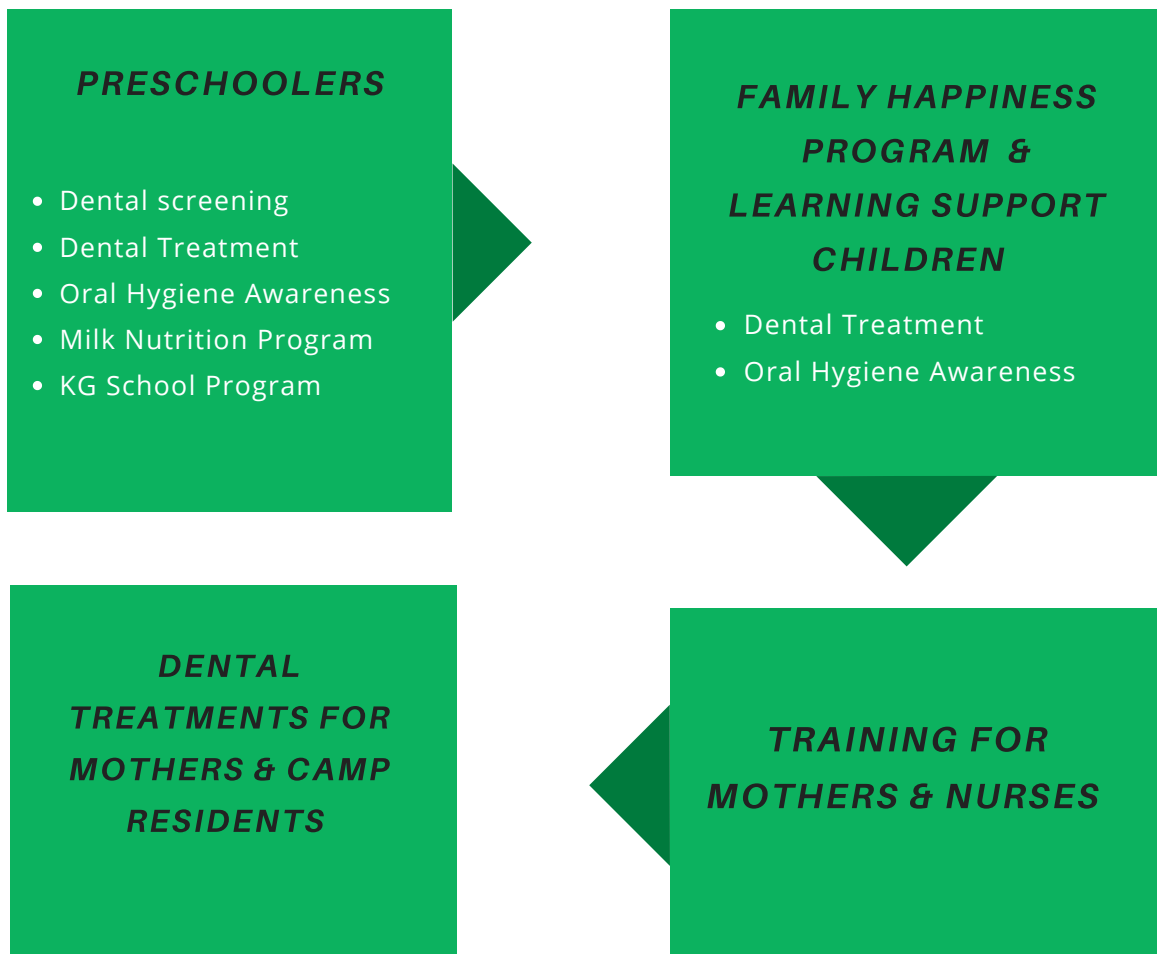 PRESCHOOLERS
• Dental screening
• Dental Treatment
• Oral Hygiene Awareness
• Milk Nutrition Program
• KG School Program
FAMILY HAPPINESS
PROGRAM &
LEARNING SUPPORT
CHILDREN
• Dental Treatment
• Oral Hygiene Awareness
TRAINING FOR
MOTHERS & NURSES
DENTAL
TREATMENTS FOR
MOTHERS & CAMP
RESIDENTS